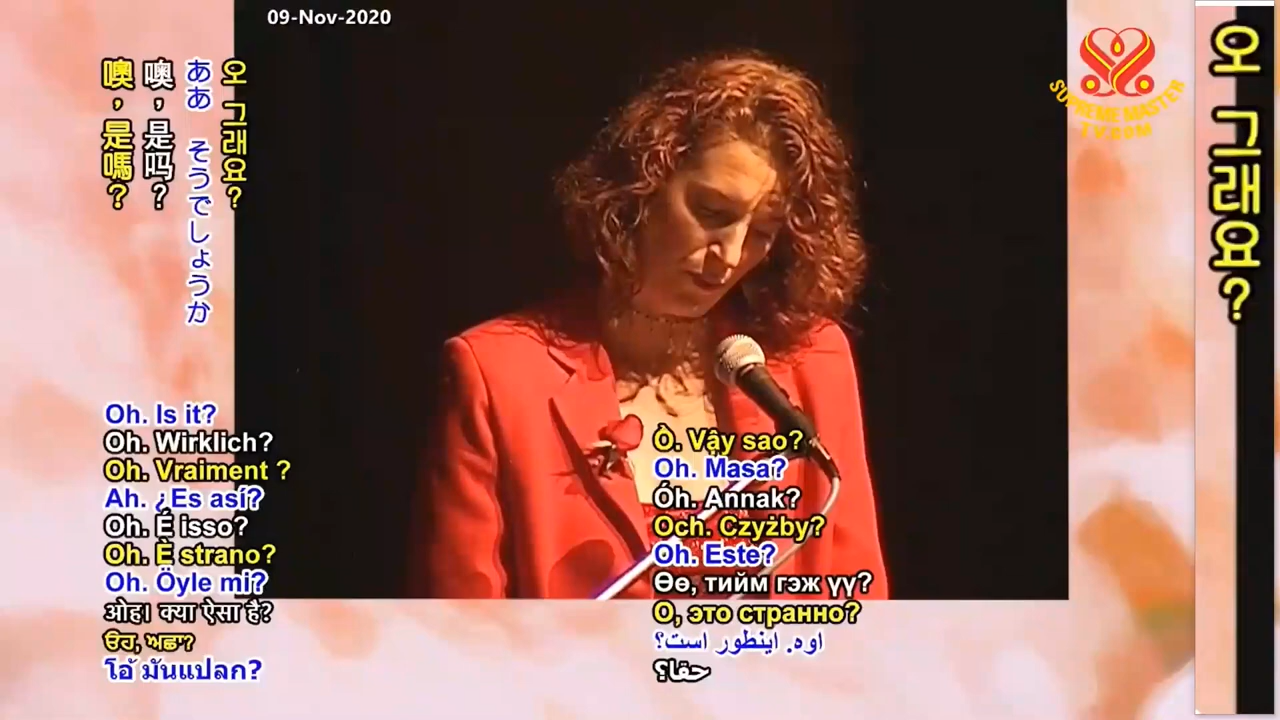 09-Nov-2020
SUPREME MASTER
TV.COM
오 그래요?
오 그래요?
ああ そうでしょうか
噢，是吗？
噢，是嗎？
Oh. Is it?
Oh. Wirklich?
Oh. Vraiment ?
Ah. ¿Es así?
Oh. É isso?
Oh. È strano?
Oh. Öyle mi?
ओह। क्या ऐसा है?
ਓਹ, ਅਛਾ?
โอ้ มันแปลก?
Ồ. Vậy sao?
Oh. Masa?
Óh. Annak?
Och. Czyżby?
Oh. Este?
Өө, тийм гэж үү?
О, это странно?
اوه. اینطور است؟
حقا؟